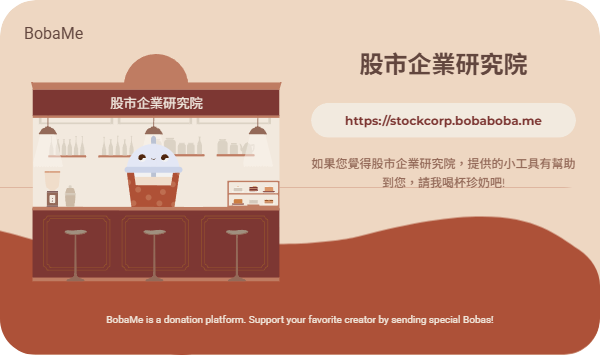 BobaMe
股市企業研究院
股市企業研究院
https://stockcorp.bobaboba.me
如果您覺得股市企業研究院，提供的小工具有幫助
到您，請我喝杯珍奶吧!
BobaMe is a donation platform. Support your favorite creator by sending special Bobas!